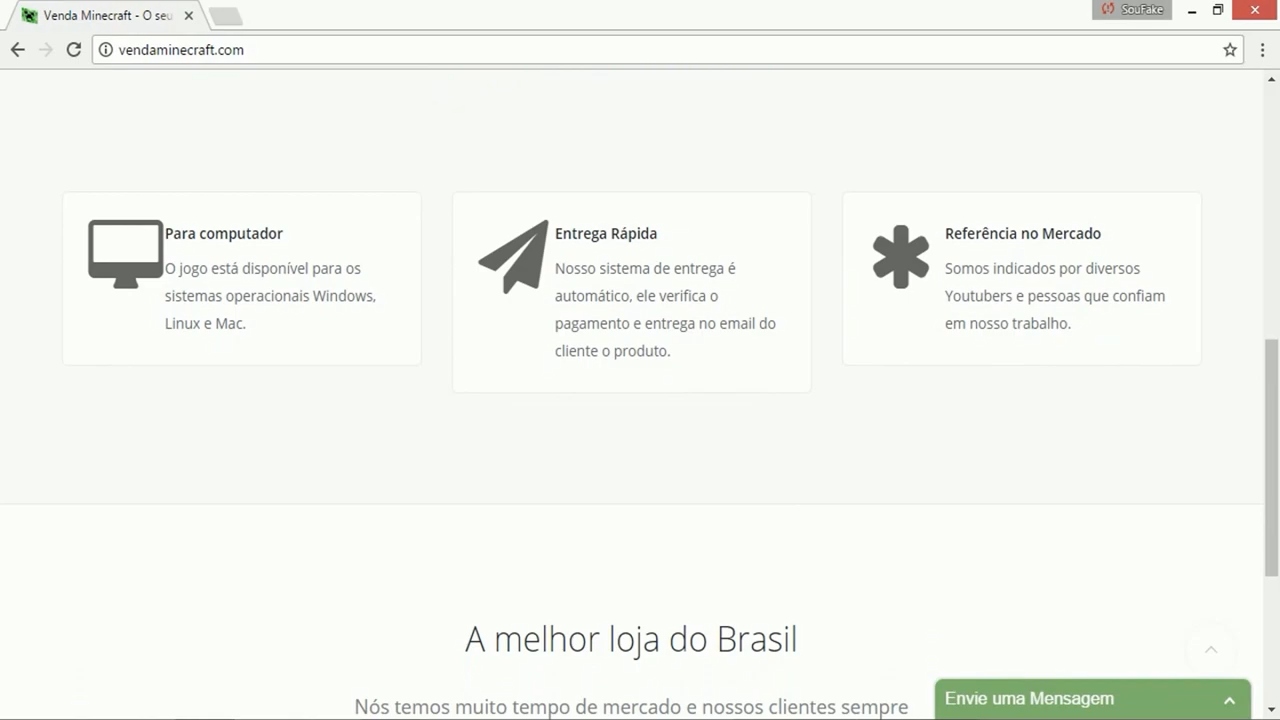 Venda Minecraft - O seu
SouFake
vendaminecraft.com
Para computador
O jogo está disponível para os
sistemas operacionais Windows,
Linux e Mac.
Entrega Rápida
Nosso sistema de entrega é
automático, ele verifica o
pagamento e entrega no email do
cliente o produto.
Referência no Mercado
Somos indicados por diversos
Youtubers e pessoas que confiam
em nosso trabalho.
A melhor loja do Brasil
Nós temos muito tempo de mercado e nossos clientes sempre
Envie uma Mensagem